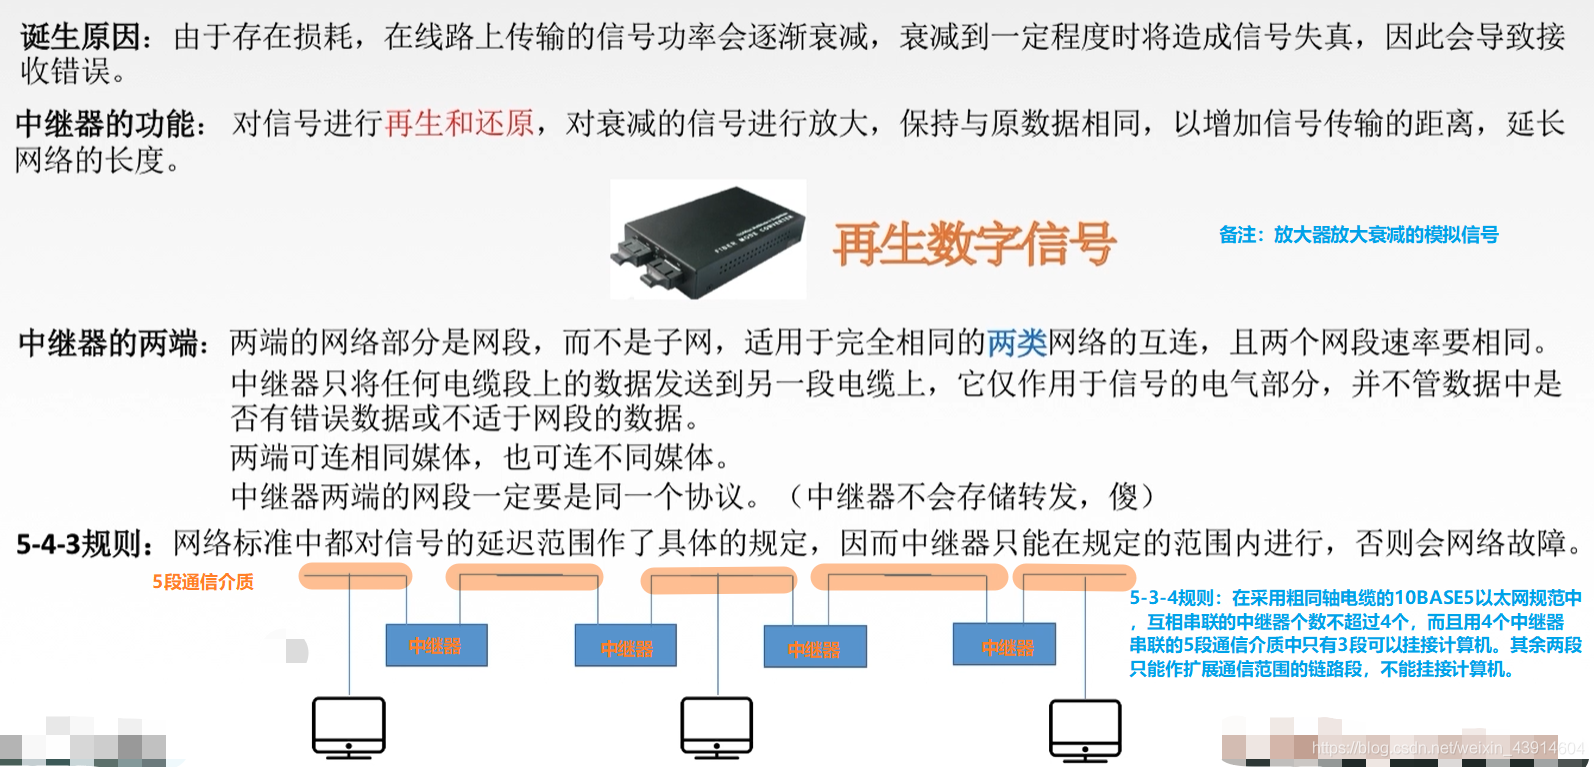 诞生原因：由于存在损耗，在线路上传输的信号功率会逐渐衰减，衰减到一定程度时将造成信号失真，因此会导致接
收错误。
中继器的功能： 对信号进行再生和还原，对衰减的信号进行放大，保持与原数据相同，以增加信号传输的距离，延长
网络的长度。
FIBER MODE CONVERTER
再生数字信号
备注：放大器放大衰减的模拟信号
中继器的两端：两端的网络部分是网段，而不是子网，适用于完全相同的两类网络的互连，且两个网段速率要相同。
中继器只将任何电缆段上的数据发送到另一段电缆上，它仅作用于信号的电气部分，并不管数据中是
否有错误数据或不适于网段的数据。
两端可连相同媒体，也可连不同媒体。
中继器两端的网段一定要是同一个协议。（中继器不会存储转发，傻）
5-4-3规则：网络标准中都对信号的延迟范围作了具体的规定，因而中继器只能在规定的范围内进行，否则会网络故障。
5段通信介质
中继器
中继器
中继器
中继器
5-3-4规则：在采用粗同轴电缆的10BASE5以太网规范中
，互相串联的中继器个数不超过4个，而且用4个中继器
串联的5段通信介质中只有3段可以挂接计算机。其余两段
只能作扩展通信范围的链路段，不能挂接计算机。
https://blog.csdn.net/weixin_43914604